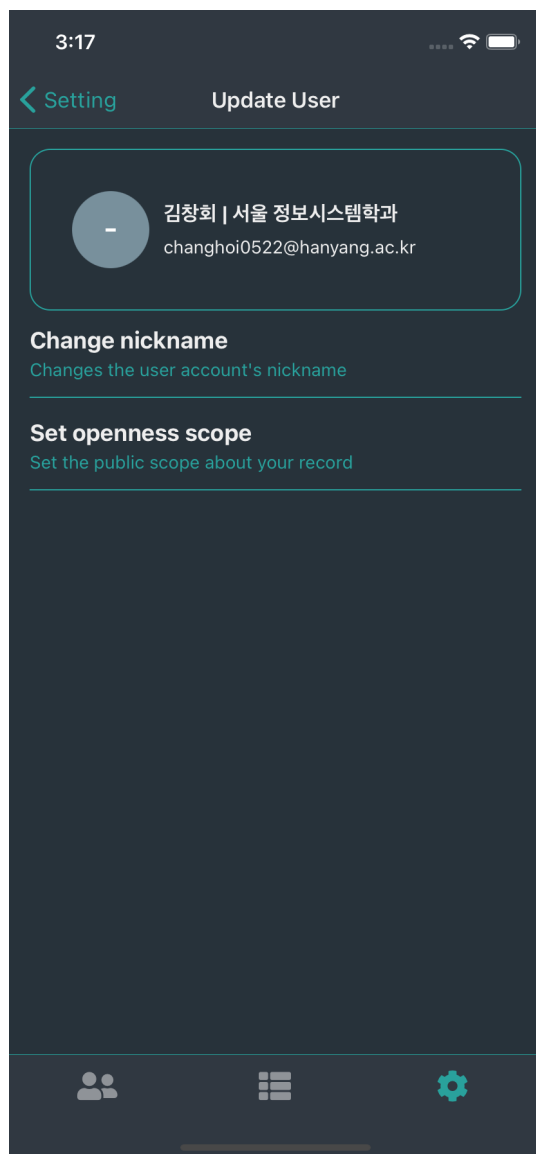 3:17
Setting
Update User
-
김창회 | 서울 정보시스템학과
changhoi0522@hanyang.ac.kr
Change nickname
Changes the user account's nickname
Set openness scope
Set the public scope about your record